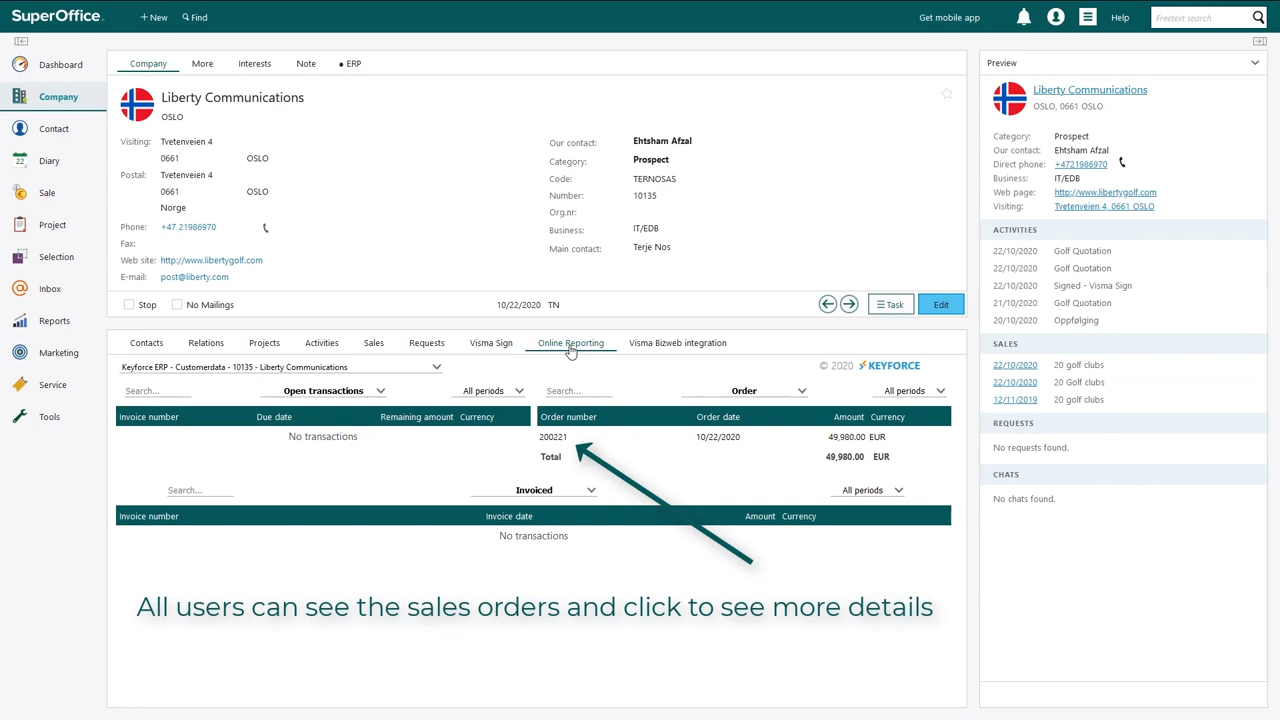 SuperOffice.
+ New
Find
Get mobile app
Help
Freetext search
Dashboard
Company
Contact
22
Diary
Sale
Project
Selection
Inbox
Reports
Marketing
Service
Tools
Company
More
Interests
Note
• ERP
Liberty Communications
OSLO
Visiting: Tvetenveien 4
0661 OSLO
Postal: Tvetenveien 4
0661 OSLO
Norge
Phone: +47 21986970
Fax:
Web site: http://www.libertygolf.com
E-mail: post@liberty.com
Our contact: Ehtsham Afzal
Category: Prospect
Code: TERNOSAS
Number: 10135
Org.nr:
Business: IT/EDB
Main contact: Terje Nos
Stop
No Mailings
10/22/2020 TN
Task
Edit
Contacts
Relations
Projects
Activities
Sales
Requests
Visma Sign
Online Reporting
Visma Bizweb integration
Keyforce ERP - Customerdata - 10135 - Liberty Communications
© 2020 KEYFORCE
Search...
Open transactions
All periods
Search...
Order
All periods
Invoice number Due date Remaining amount Currency
No transactions
Order number Order date Amount Currency
200221 10/22/2020 49,980.00 EUR
Total 49,980.00 EUR
Search...
Invoiced
All periods
Invoice number Invoice date Amount Currency
No transactions
All users can see the sales orders and click to see more details
Preview
Liberty Communications
OSLO, 0661 OSLO
Category: Prospect
Our contact: Ehtsham Afzal
Direct phone: +4721986970
Business: IT/EDB
Web page: http://www.libertygolf.com
Visiting: Tvetenveien 4, 0661 OSLO
ACTIVITIES
22/10/2020 Golf Quotation
22/10/2020 Golf Quotation
22/10/2020 Signed - Visma Sign
21/10/2020 Golf Quotation
20/10/2020 Oppfølging
SALES
22/10/2020 20 golf clubs
22/10/2020 20 golf clubs
12/11/2019 20 golf clubs
REQUESTS
No requests found.
CHATS
No chats found.